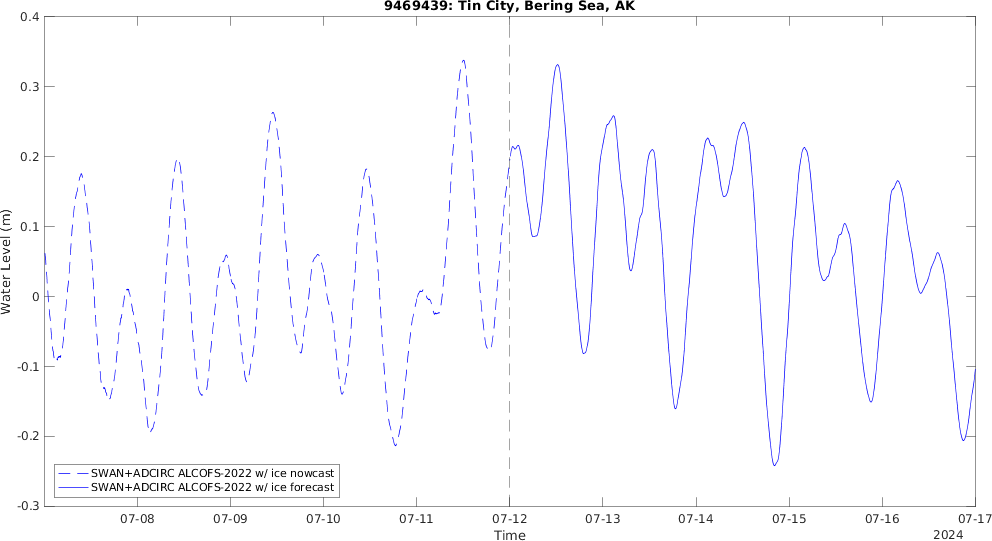 9469439: Tin City, Bering Sea, AK
0.4
0.3
0.2
0.1
0
-0.1
-0.2
-0.3
Water Level (m)
SWAN+ADCIRC ALCOFS-2022 w/ ice nowcast
SWAN+ADCIRC ALCOFS-2022 w/ ice forecast
07-08 07-09 07-10 07-11 07-12 07-13 07-14 07-15 07-16 07-17
Time
2024